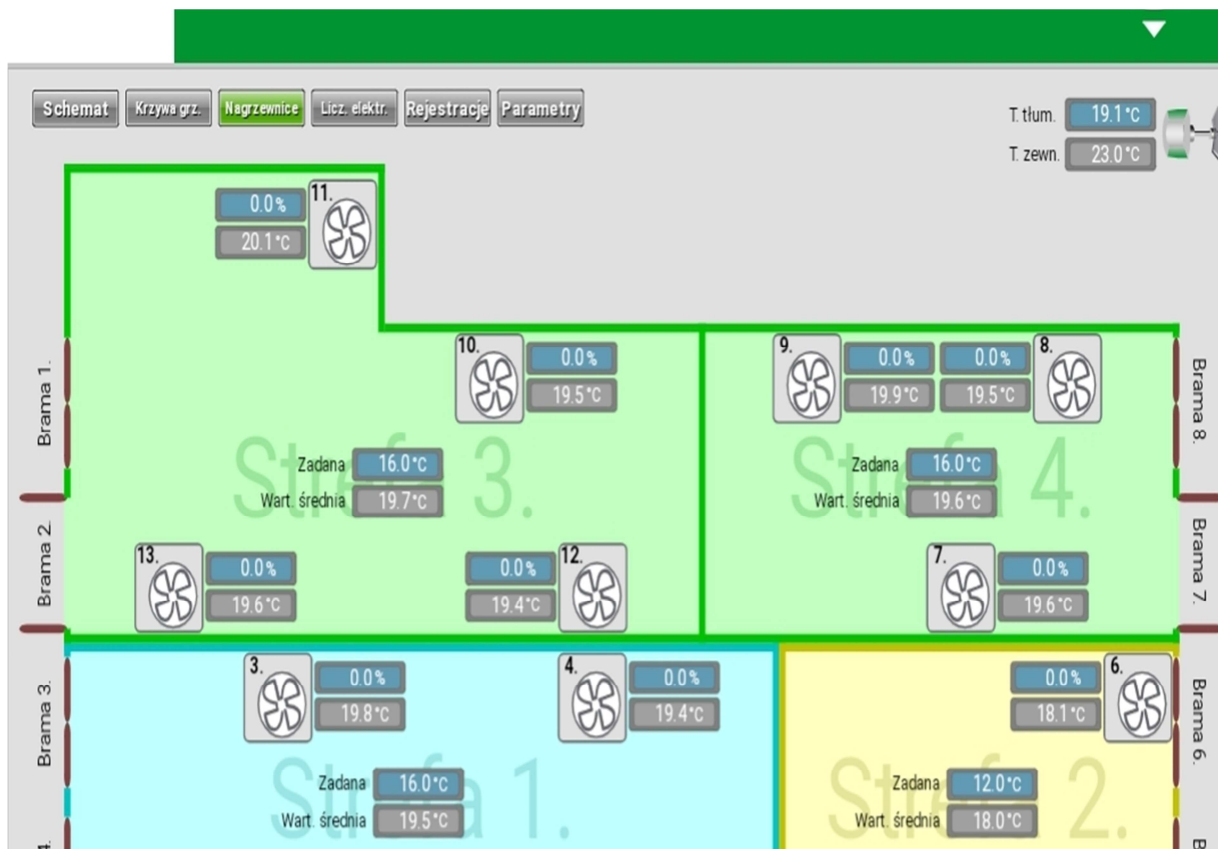 Schemat Krzywa grz. Nagrzewnice Licz. elektr. Rejestracje Parametry
T. tłum. 19.1°C
T. zewn. 23.0°C
0.0% 11.
20.1°C
Brama 1.
10. 0.0%
19.5°C
9. 0.0% 0.0% 8.
19.9°C 19.5°C
Brama 8.
Strefa 3.
Zadana 16.0°C
Wart. średnia 19.7°C
Strefa 4.
Zadana 16.0°C
Wart. średnia 19.6°C
Brama 2.
13. 0.0%
19.6°C
0.0% 12.
19.4°C
7. 0.0%
19.6°C
Brama 7.
Brama 3.
3. 0.0%
19.8°C
4. 0.0%
19.4°C
0.0% 6.
18.1°C
Brama 6.
Strefa 1.
Zadana 16.0°C
Wart. średnia 19.5°C
Strefa 2.
Zadana 12.0°C
Wart. średnia 18.0°C
4.
B